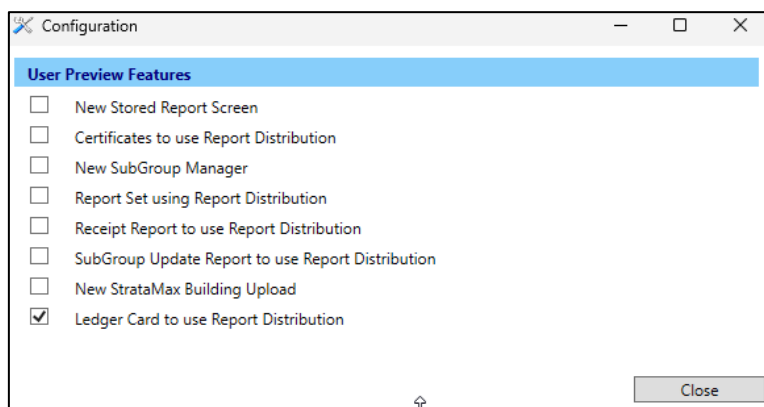 Configuration
User Preview Features
New Stored Report Screen
Certificates to use Report Distribution
New SubGroup Manager
Report Set using Report Distribution
Receipt Report to use Report Distribution
SubGroup Update Report to use Report Distribution
New StrataMax Building Upload
Ledger Card to use Report Distribution
Close